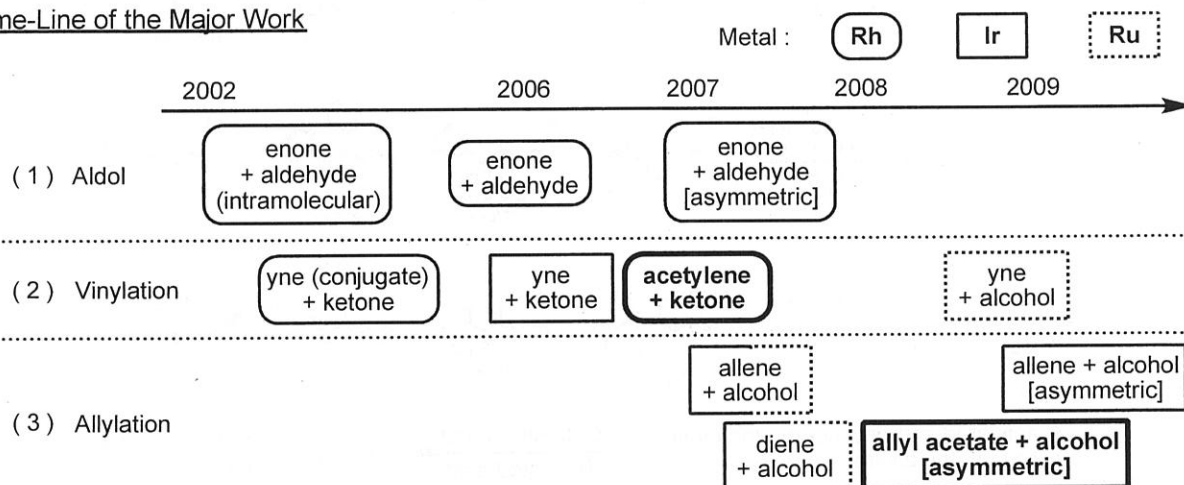 me-Line of the Major Work
Metal : Rh Ir Ru
2002 2006 2007 2008 2009
( 1 ) Aldol
enone
+ aldehyde
(intramolecular)
enone
+ aldehyde
enone
+ aldehyde
[asymmetric]
( 2 ) Vinylation
yne (conjugate)
+ ketone
yne
+ ketone
acetylene
+ ketone
yne
+ alcohol
( 3 ) Allylation
allene
+ alcohol
allene + alcohol
[asymmetric]
diene
+ alcohol
allyl acetate + alcohol
[asymmetric]